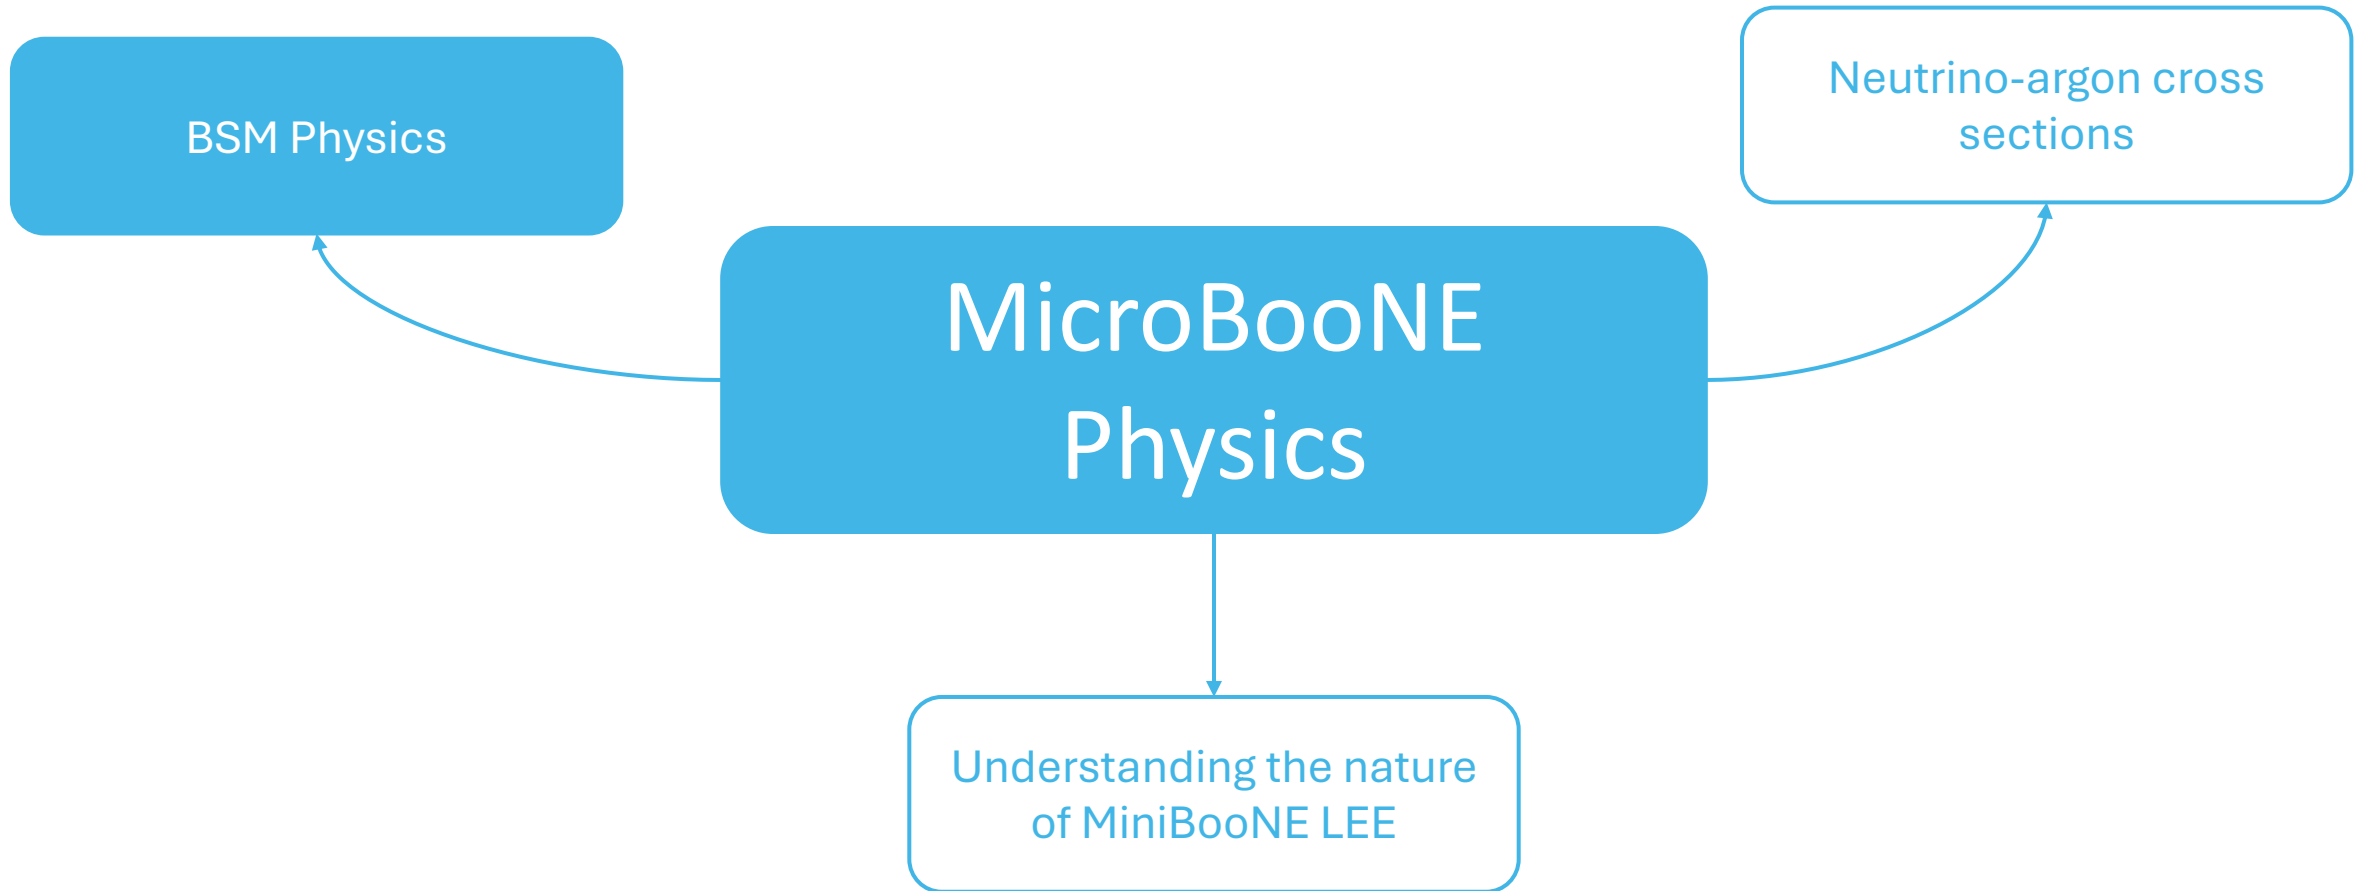 BSM Physics
Neutrino-argon cross
sections
MicroBooNE
Physics
Understanding the nature
of MiniBooNE LEE